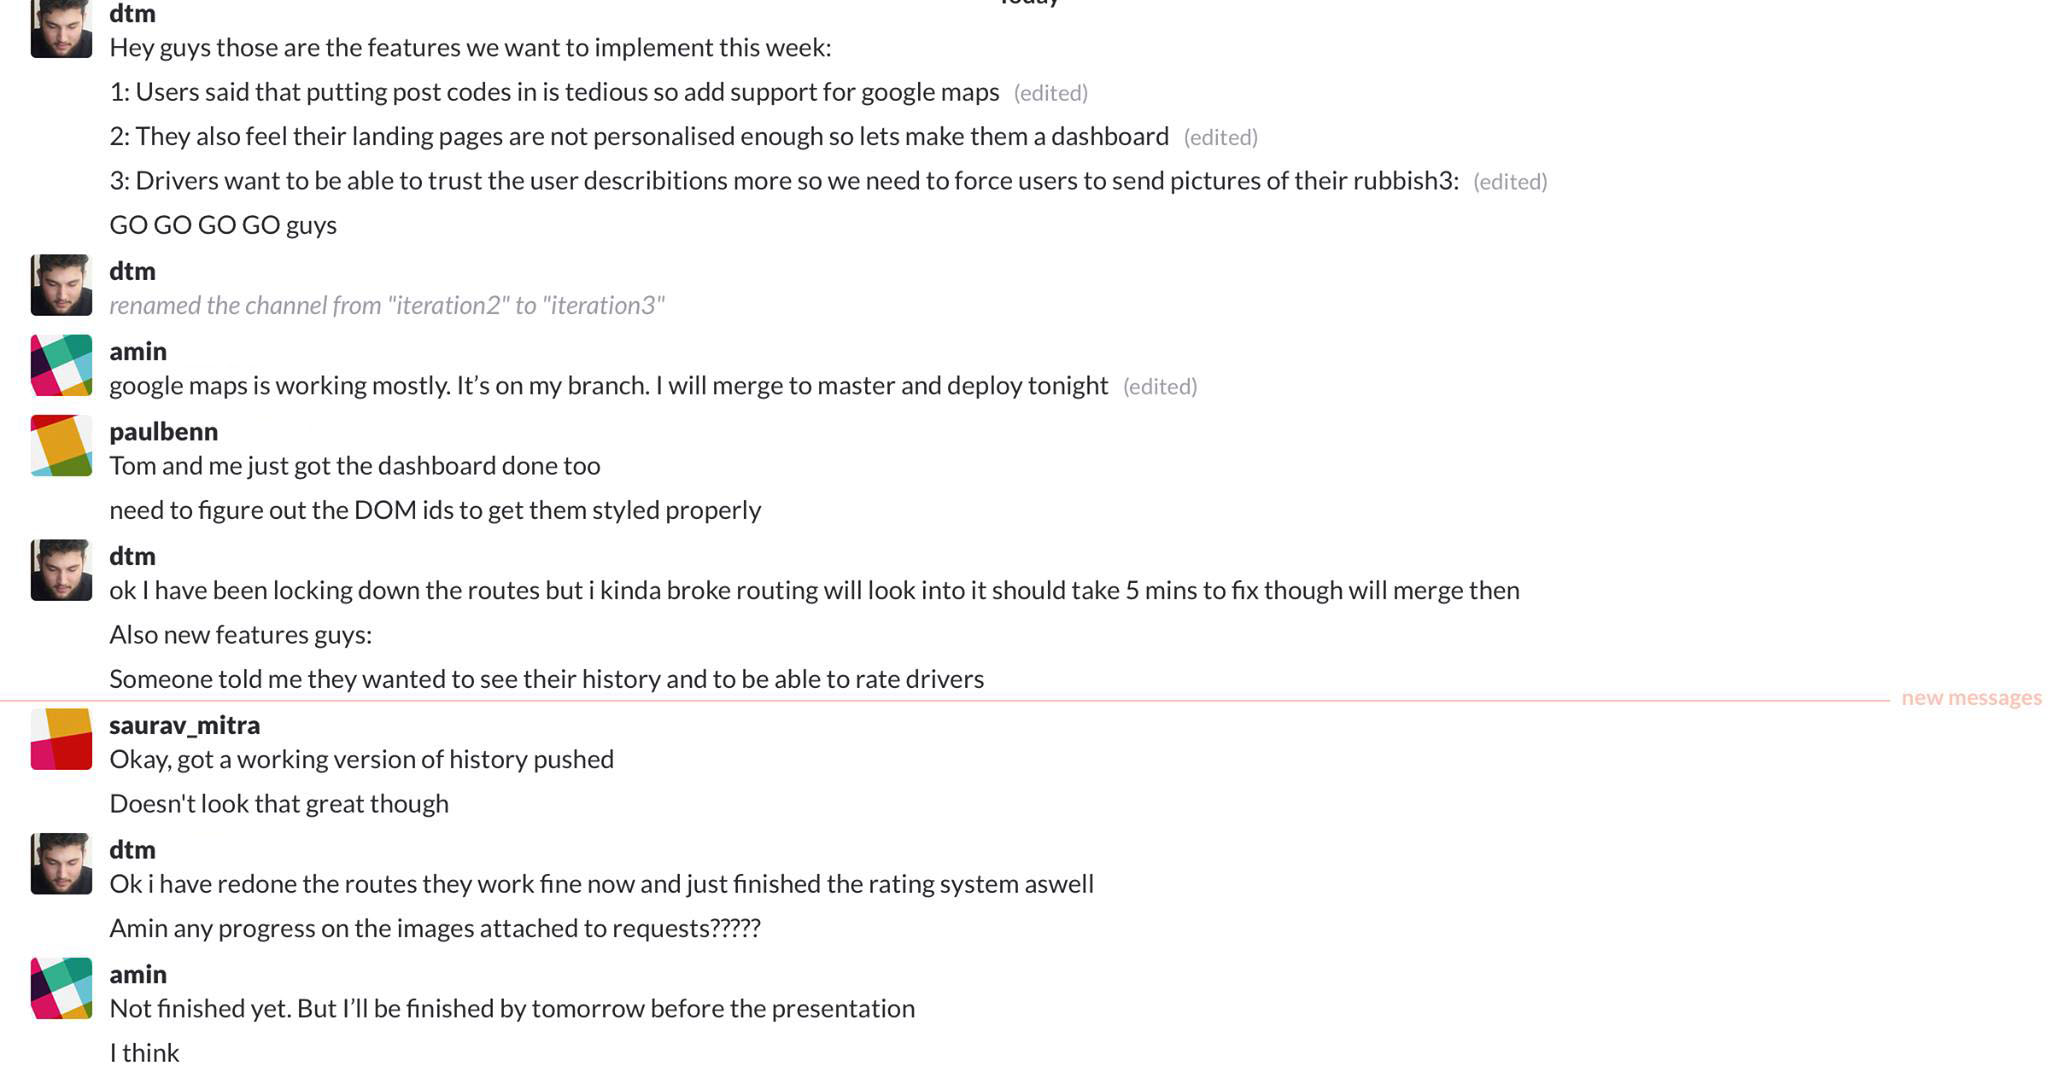 Today
dtm
Hey guys those are the features we want to implement this week:
1: Users said that putting post codes in is tedious so add support for google maps (edited)
2: They also feel their landing pages are not personalised enough so lets make them a dashboard (edited)
3: Drivers want to be able to trust the user describitions more so we need to force users to send pictures of their rubbish3: (edited)
GO GO GO GO guys
dtm
renamed the channel from "iteration2" to "iteration3"
amin
google maps is working mostly. It’s on my branch. I will merge to master and deploy tonight (edited)
paulbenn
Tom and me just got the dashboard done too
need to figure out the DOM ids to get them styled properly
dtm
ok I have been locking down the routes but i kinda broke routing will look into it should take 5 mins to fix though will merge then
Also new features guys:
Someone told me they wanted to see their history and to be able to rate drivers
new messages
saurav_mitra
Okay, got a working version of history pushed
Doesn't look that great though
dtm
Ok i have redone the routes they work fine now and just finished the rating system aswell
Amin any progress on the images attached to requests?????
amin
Not finished yet. But I’ll be finished by tomorrow before the presentation
I think